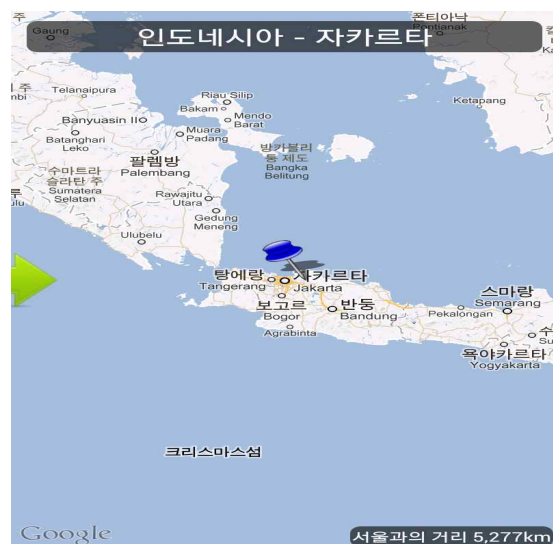 주
폰티아낙
Gaung
Pontianak
인도네시아 - 자카르타
주
Telanaipura
Riau Silip
Ketapang
Bakam
Mendo
Barat
Banyuasin II
Batanghari
Leko
Muara
Padang
팔렘방
Palembang
방카블리
퉁 제도
Bangka
Belitung
수마트라
슬라탄 주
Sumatera
Selatan
Rawajitu
Utara
Gedung
Meneng
Ulubelu
탕에랑
Tangerang
자카르타
Jakarta
보고르
Bogor
반둥
Bandung
Agrabinta
스마랑
Semarang
Pekalongan
욕야카르타
Yogyakarta
크리스마스섬
Google
서울과의 거리 5,277km